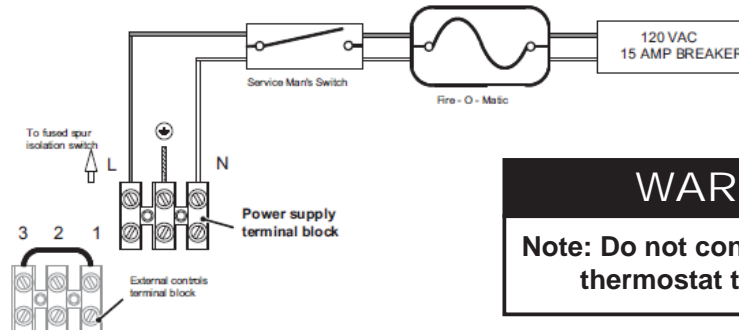 120 VAC
15 AMP BREAKER
Service Man's Switch
Fire - O - Matic
To fused spur
isolation switch
L
N
Power supply
terminal block
3 2 1
External controls
terminal block
WAR
Note: Do not con
thermostat t